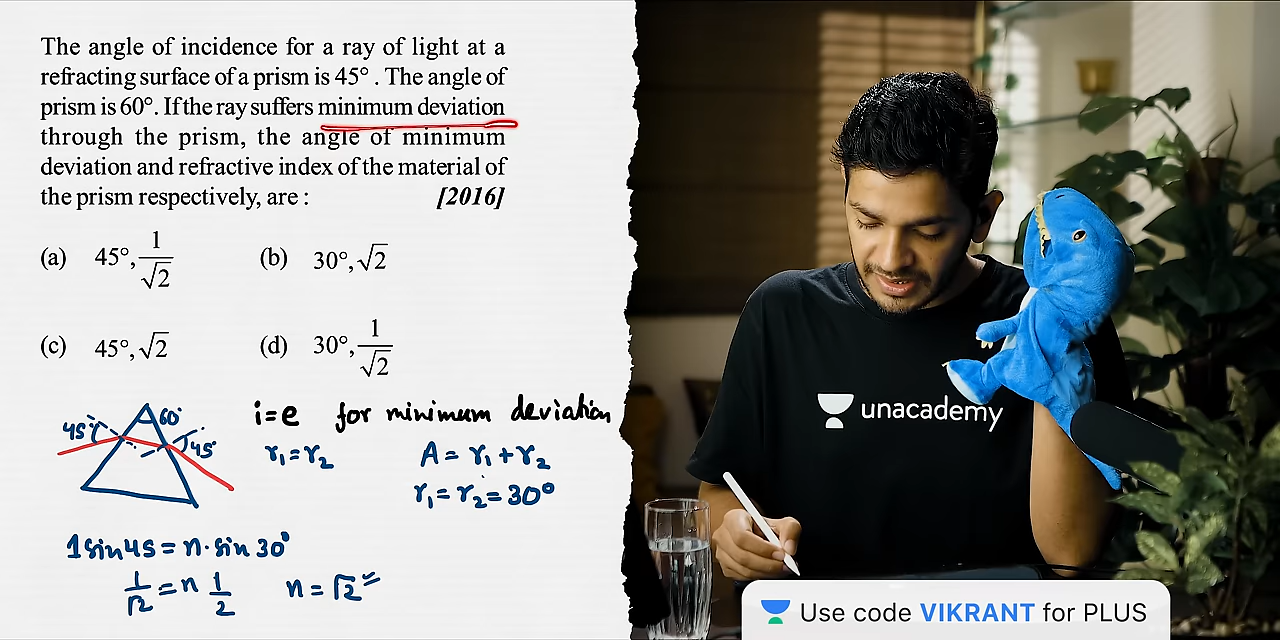 The angle of incidence for a ray of light at a
refracting surface of a prism is 45° . The angle of
prism is 60°. If the ray suffers minimum deviation
through the prism, the angle of minimum
deviation and refractive index of the material of
the prism respectively, are :    [2016]
(a) 45°, 1/√2    (b) 30°, √2
(c) 45°, √2    (d) 30°, 1/√2
45°
60°
45°
i=e for minimum deviation
r₁=r₂    A = r₁+r₂
r₁=r₂=30°
1 sin 45 = n·sin 30°
1/√2 = n 1/2    n = √2
unacademy
Use code VIKRANT for PLUS